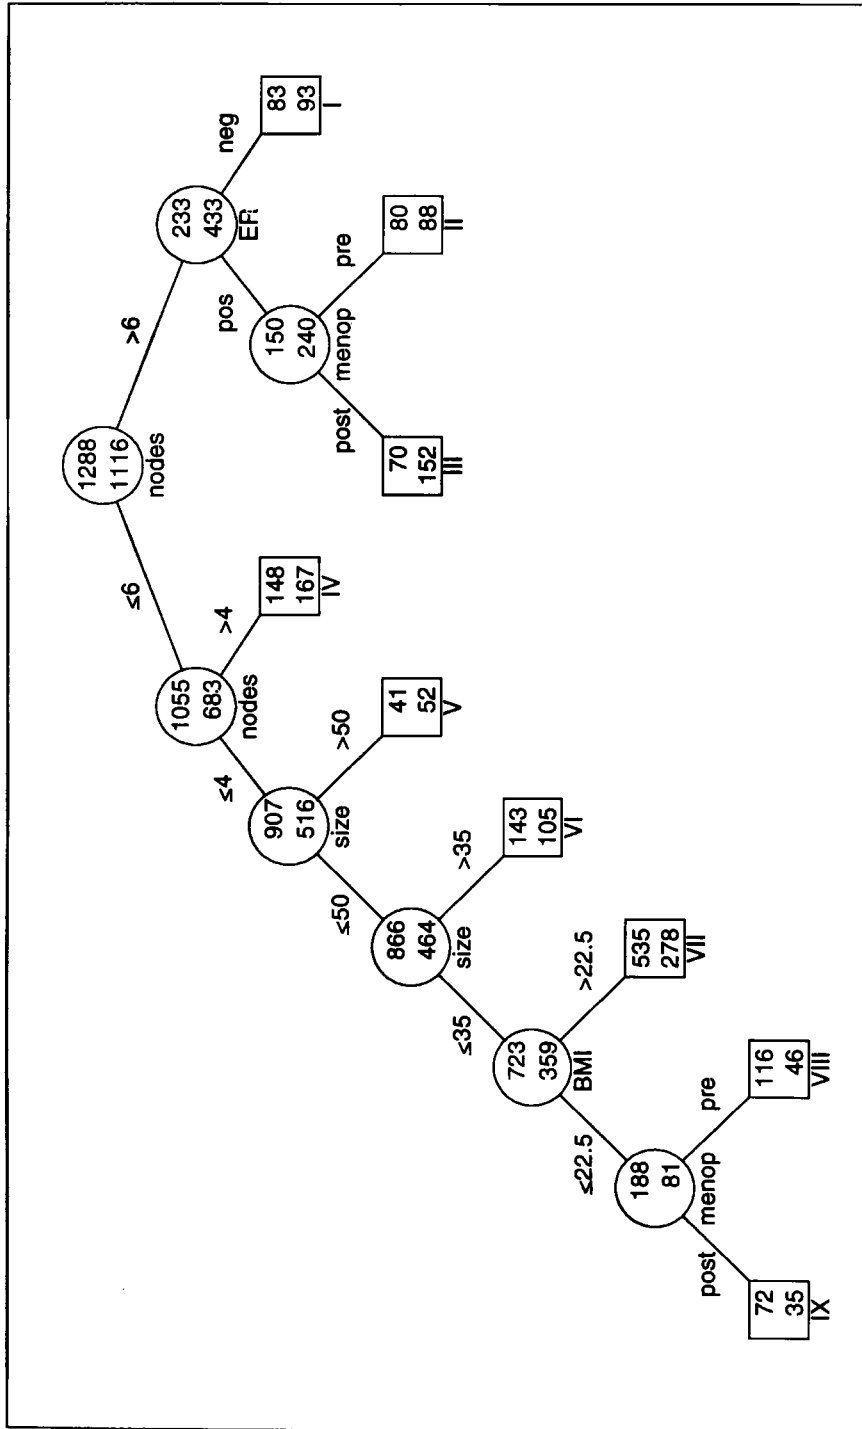 1288
1116
nodes
≤6
>6
1055
683
nodes
233
433
ER
≤4
>4
pos
neg
907
516
size
148
167
IV
150
240
menop
83
93
I
≤50
>50
post
pre
866
464
size
41
52
V
70
152
III
80
88
II
≤35
>35
723
359
BMI
143
105
VI
≤22.5
>22.5
188
81
menop
535
278
VII
post
pre
72
35
IX
116
46
VIII